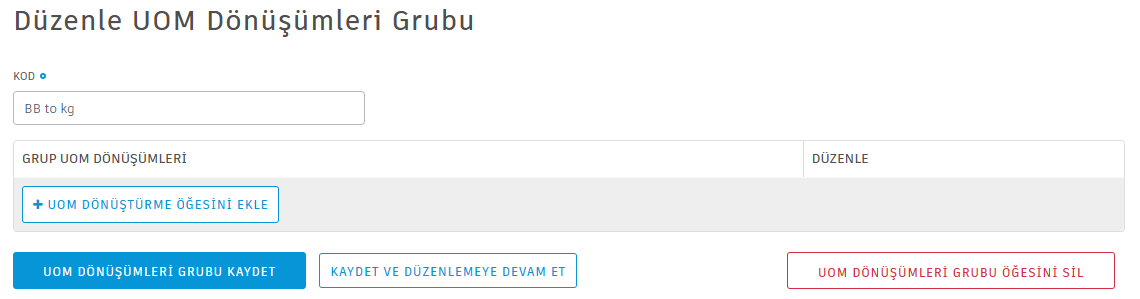 Düzenle UOM Dönüşümleri Grubu
KOD
BB to kg
GRUP UOM DÖNÜŞÜMLERİ
DÜZENLE
+ UOM DÖNÜŞTÜRME ÖĞESİNİ EKLE
UOM DÖNÜŞÜMLERİ GRUBU KAYDET
KAYDET VE DÜZENLEMEYE DEVAM ET
UOM DÖNÜŞÜMLERİ GRUBU ÖĞESİNİ SİL